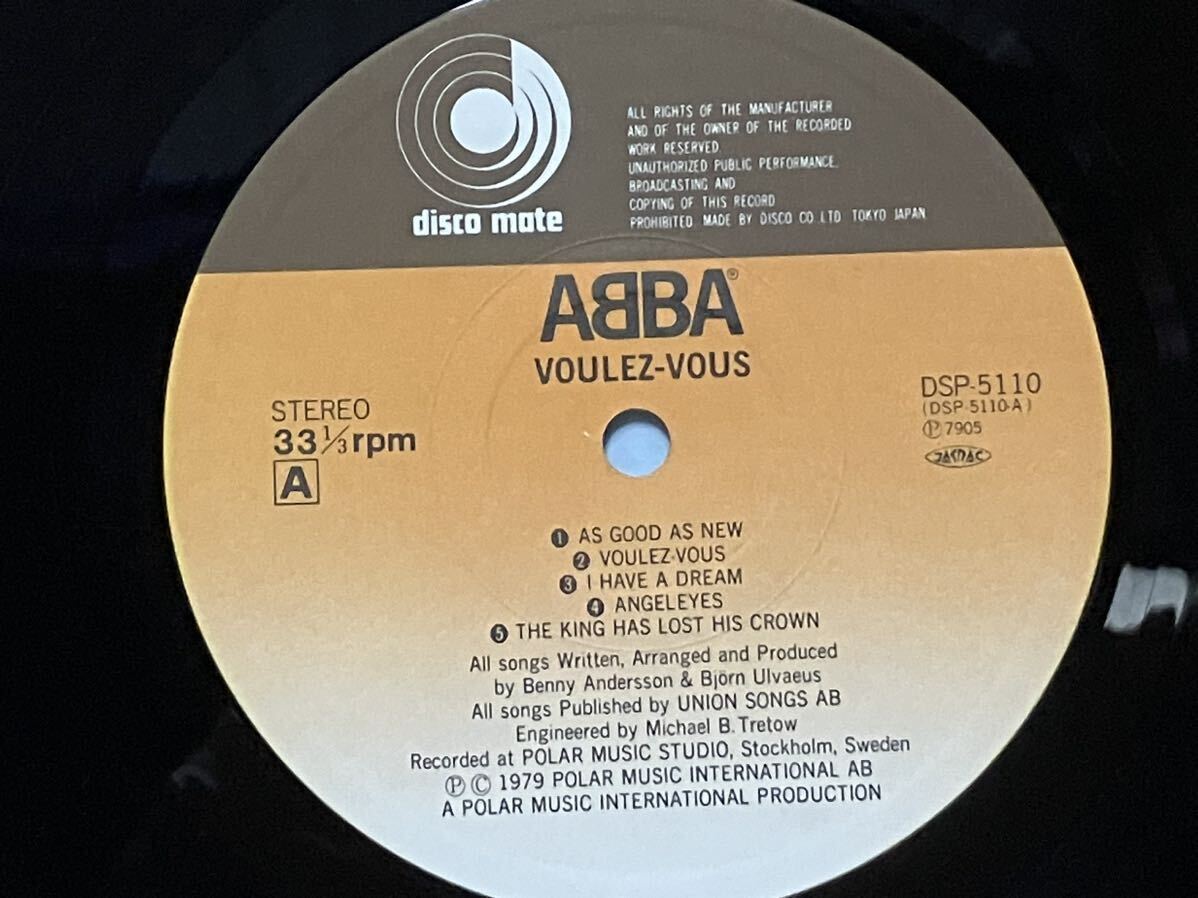 disco mate
ALL RIGHTS OF THE MANUFACTURER
AND OF THE OWNER OF THE RECORDED
WORK RESERVED.
UNAUTHORIZED PUBLIC PERFORMANCE.
BROADCASTING AND
COPYING OF THIS RECORD
PROHIBITED. MADE BY DISCO CO. LTD. TOKYO JAPAN
ABBA®
VOULEZ-VOUS
STEREO
33 1/3 rpm
A
DSP-5110
(DSP-5110-A)
Ⓟ7905
JASRAC
❶ AS GOOD AS NEW
❷ VOULEZ-VOUS
❸ I HAVE A DREAM
❹ ANGELEYES
❺ THE KING HAS LOST HIS CROWN
All songs Written, Arranged and Produced
by Benny Andersson & Björn Ulvaeus
All songs Published by UNION SONGS AB
Engineered by Michael B. Tretow
Recorded at POLAR MUSIC STUDIO, Stockholm, Sweden
Ⓟ Ⓒ 1979 POLAR MUSIC INTERNATIONAL AB
A POLAR MUSIC INTERNATIONAL PRODUCTION